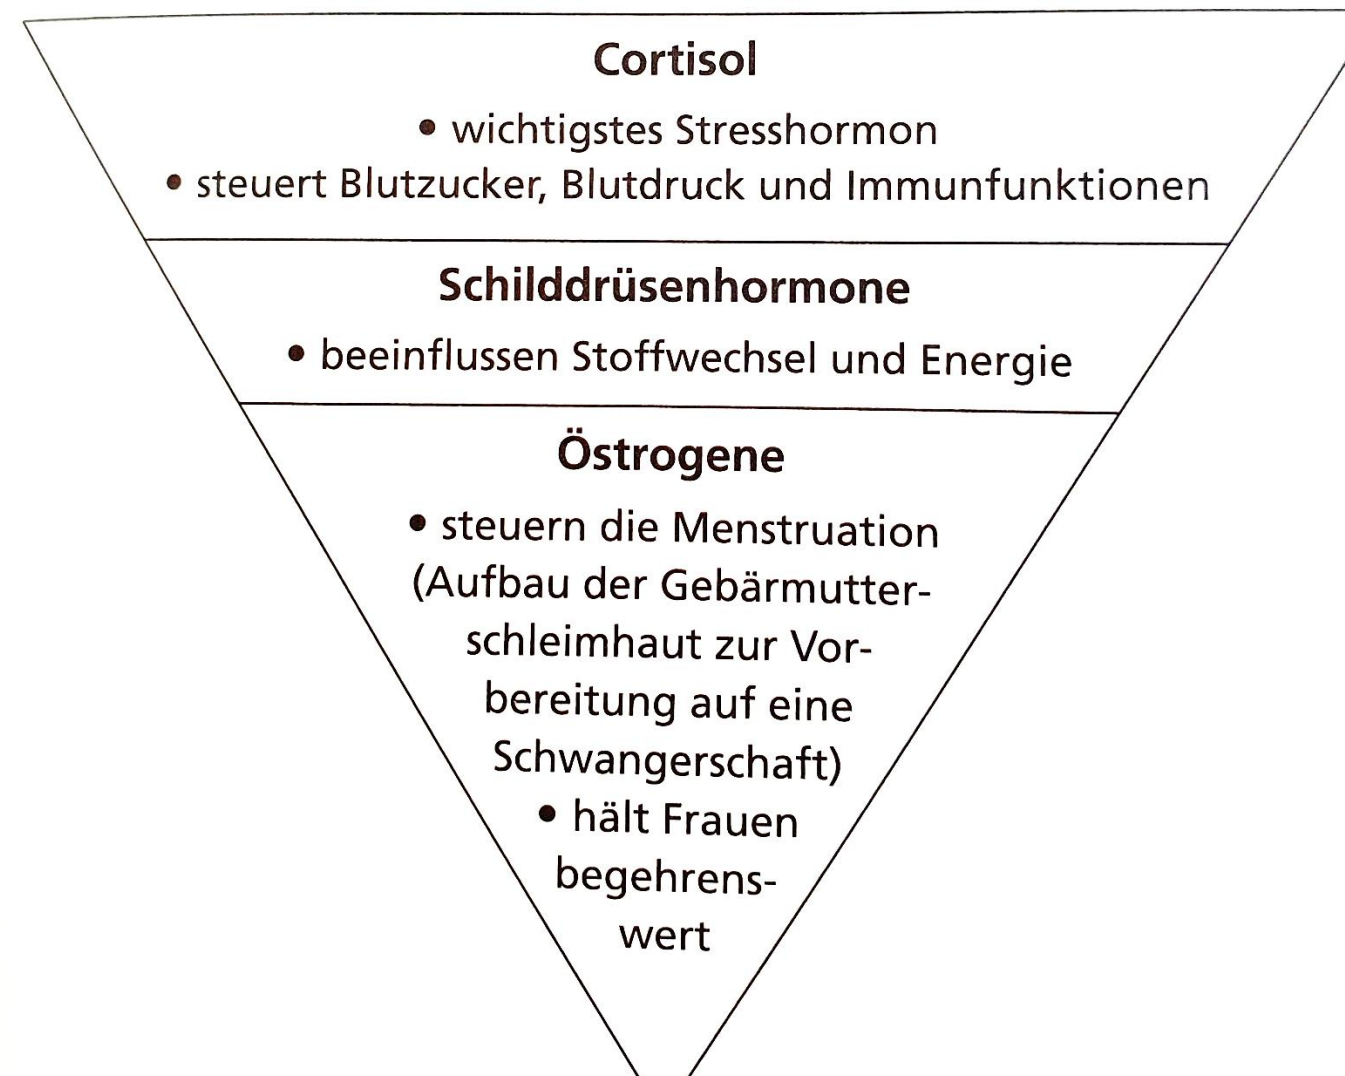 Cortisol
• wichtigstes Stresshormon
• steuert Blutzucker, Blutdruck und Immunfunktionen
Schilddrüsenhormone
• beeinflussen Stoffwechsel und Energie
Östrogene
• steuern die Menstruation
(Aufbau der Gebärmutter-
schleimhaut zur Vor-
bereitung auf eine
Schwangerschaft)
• hält Frauen
begehrens-
wert